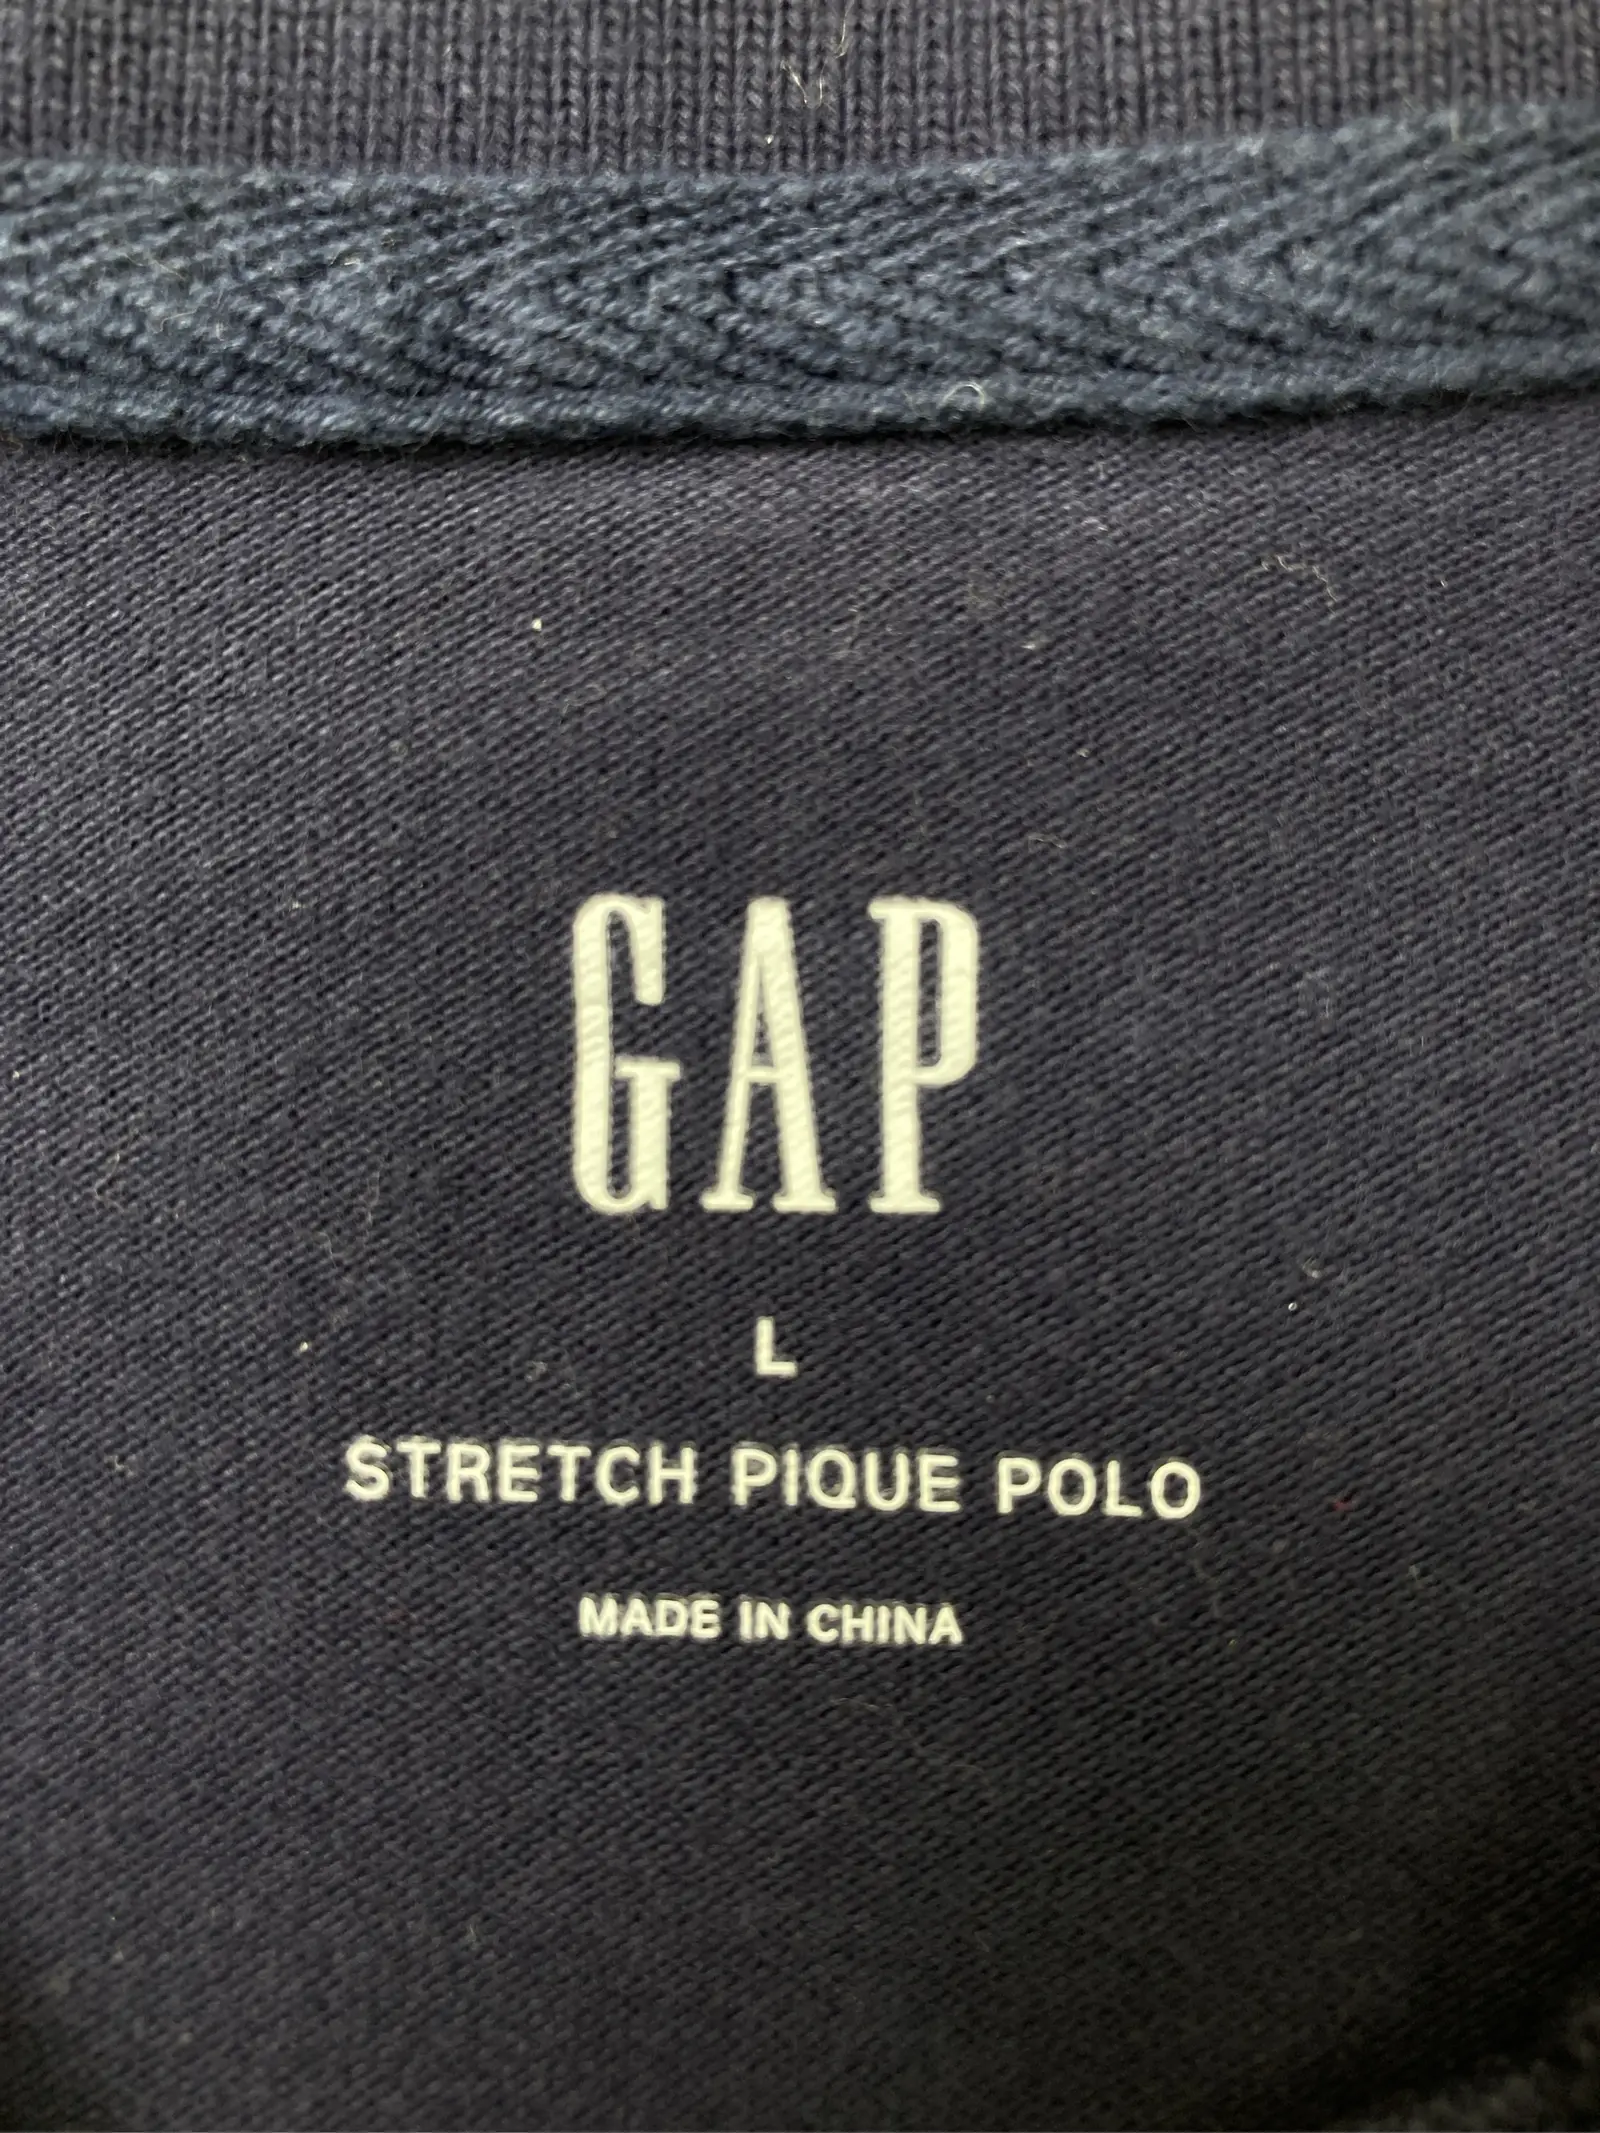 GAP
L
STRETCH PIQUE POLO
MADE IN CHINA